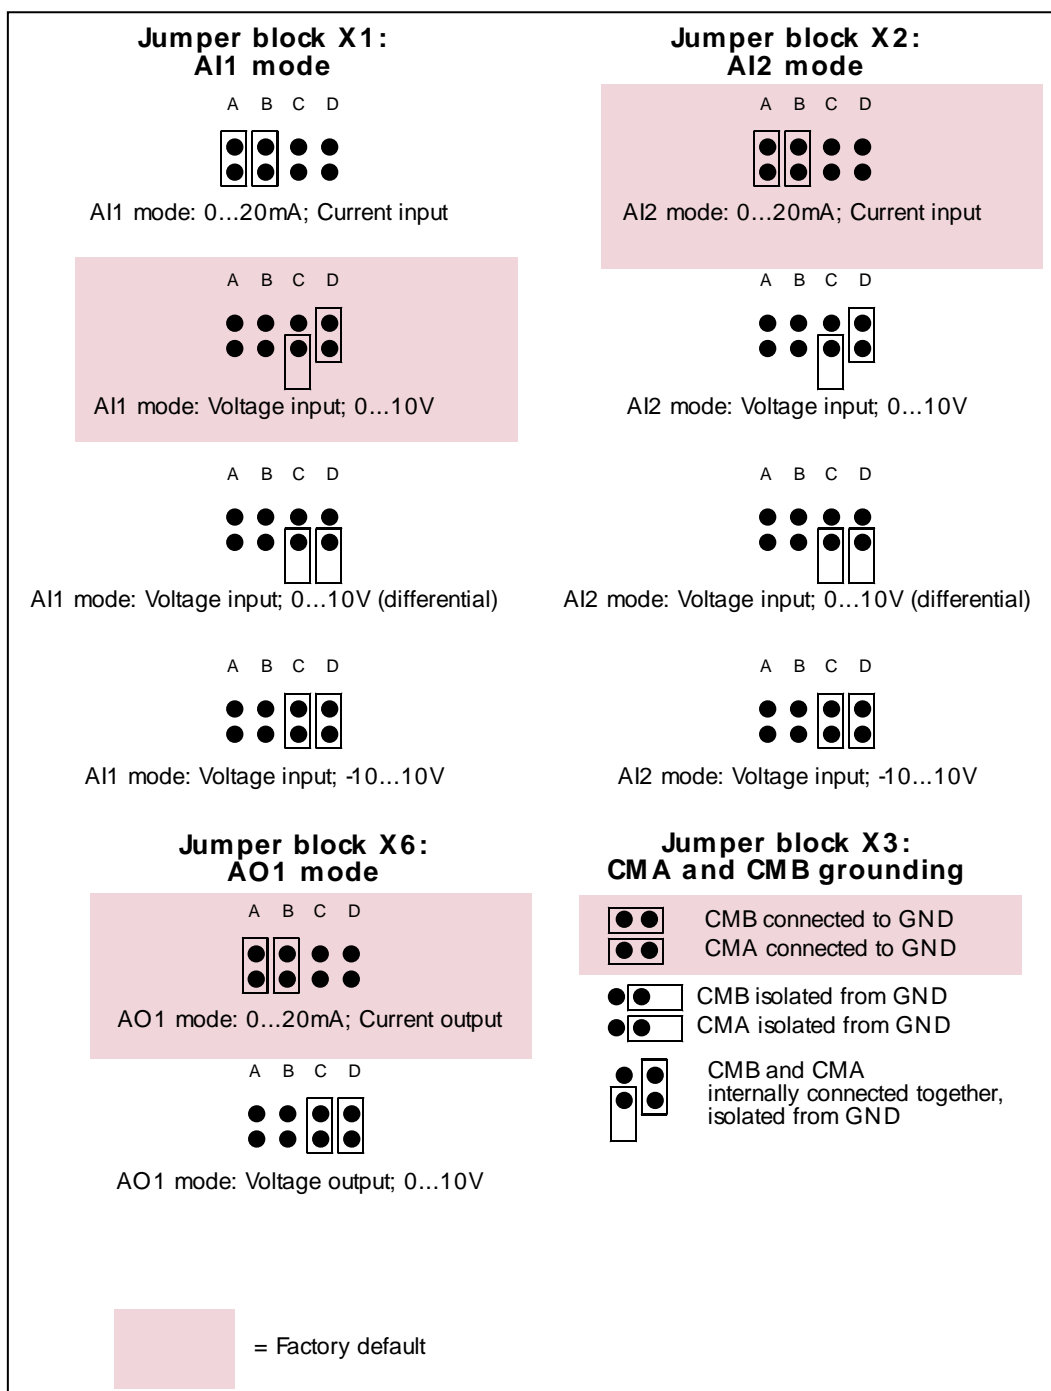 Jumper block X1:
AI1 mode
A B C D
AI1 mode: 0...20mA; Current input
A B C D
AI1 mode: Voltage input; 0...10V
A B C D
AI1 mode: Voltage input; 0...10V (differential)
A B C D
AI1 mode: Voltage input; -10...10V
Jumper block X2:
AI2 mode
A B C D
AI2 mode: 0...20mA; Current input
A B C D
AI2 mode: Voltage input; 0...10V
A B C D
AI2 mode: Voltage input; 0...10V (differential)
A B C D
AI2 mode: Voltage input; -10...10V
Jumper block X6:
AO1 mode
A B C D
AO1 mode: 0...20mA; Current output
A B C D
AO1 mode: Voltage output; 0...10V
Jumper block X3:
CMA and CMB grounding
CMB connected to GND
CMA connected to GND
CMB isolated from GND
CMA isolated from GND
CMB and CMA
internally connected together,
isolated from GND
= Factory default